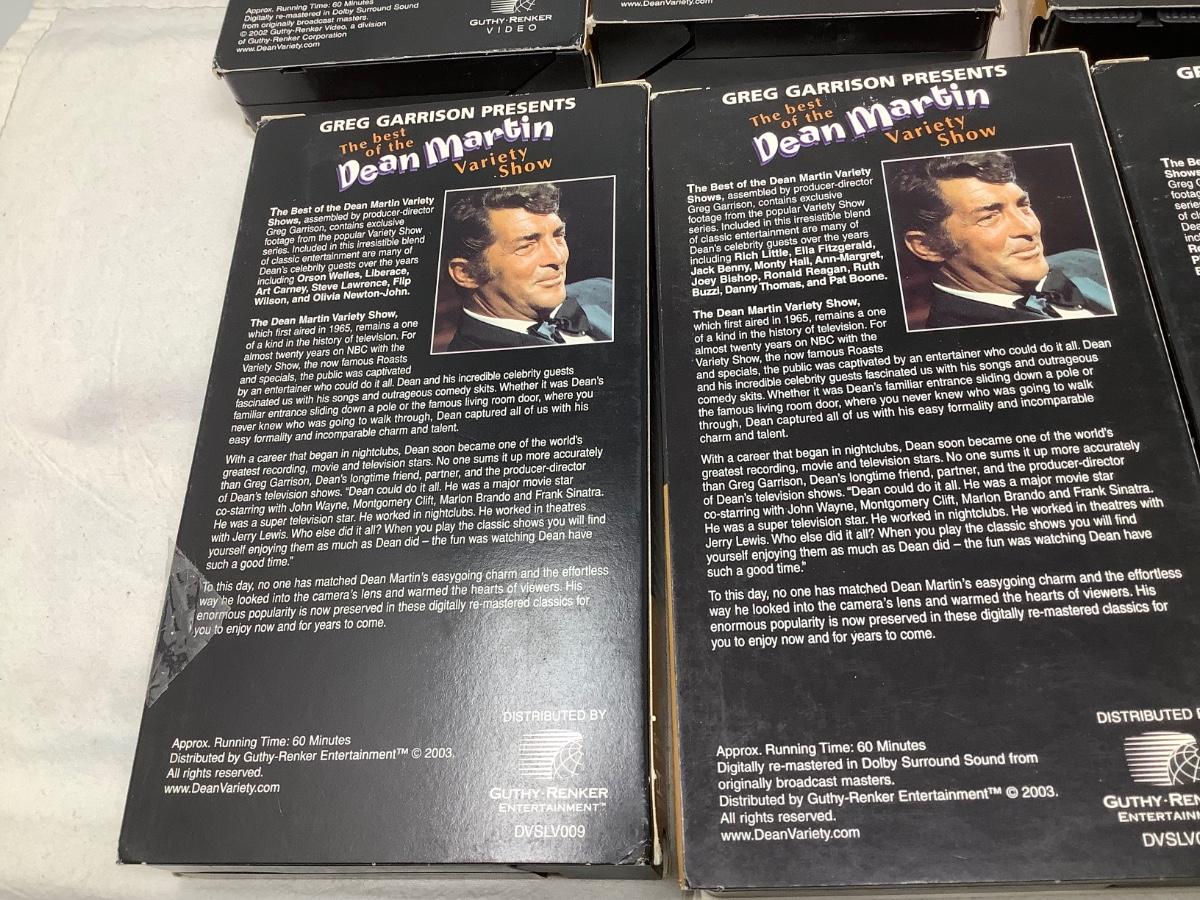 Approx. Running Time: 60 Minutes
Digitally re-mastered in Dolby Surround Sound
from originally broadcast masters.
© 2002 Guthy-Renker Video, a division
of Guthy-Renker Corporation
www.DeanVariety.com
GUTHY-RENKER
VIDEO
www.DeanVariety.com
GREG GARRISON PRESENTS
The best
of the
Dean Martin
Variety
Show
The Best of the Dean Martin Variety
Shows, assembled by producer-director
Greg Garrison, contains exclusive
footage from the popular Variety Show
series. Included in this irresistible blend
of classic entertainment are many of
Dean's celebrity guests over the years
including Orson Welles, Liberace,
Art Carney, Steve Lawrence, Flip
Wilson, and Olivia Newton-John.
The Dean Martin Variety Show,
which first aired in 1965, remains a one
of a kind in the history of television. For
almost twenty years on NBC with the
Variety Show, the now famous Roasts
and specials, the public was captivated
by an entertainer who could do it all. Dean and his incredible celebrity guests
fascinated us with his songs and outrageous comedy skits. Whether it was Dean's
familiar entrance sliding down a pole or the famous living room door, where you
never knew who was going to walk through, Dean captured all of us with his
easy formality and incomparable charm and talent.
With a career that began in nightclubs, Dean soon became one of the world's
greatest recording, movie and television stars. No one sums it up more accurately
than Greg Garrison, Dean's longtime friend, partner, and the producer-director
of Dean's television shows. "Dean could do it all. He was a major movie star
co-starring with John Wayne, Montgomery Clift, Marlon Brando and Frank Sinatra.
He was a super television star. He worked in nightclubs. He worked in theatres
with Jerry Lewis. Who else did it all? When you play the classic shows you will find
yourself enjoying them as much as Dean did – the fun was watching Dean have
such a good time."
To this day, no one has matched Dean Martin's easygoing charm and the effortless
way he looked into the camera's lens and warmed the hearts of viewers. His
enormous popularity is now preserved in these digitally re-mastered classics for
you to enjoy now and for years to come.
DISTRIBUTED BY
Approx. Running Time: 60 Minutes
Distributed by Guthy-Renker Entertainment™ © 2003.
All rights reserved.
www.DeanVariety.com
GUTHY-RENKER
ENTERTAINMENT™
DVSLV009
GREG GARRISON PRESENTS
The best
of the
Dean Martin
Variety
Show
The Best of the Dean Martin Variety
Shows, assembled by producer-director
Greg Garrison, contains exclusive
footage from the popular Variety Show
series. Included in this irresistible blend
of classic entertainment are many of
Dean's celebrity guests over the years
including Rich Little, Ella Fitzgerald,
Jack Benny, Monty Hall, Ann-Margret,
Joey Bishop, Ronald Reagan, Ruth
Buzzi, Danny Thomas, and Pat Boone.
The Dean Martin Variety Show,
which first aired in 1965, remains a one
of a kind in the history of television. For
almost twenty years on NBC with the
Variety Show, the now famous Roasts
and specials, the public was captivated by an entertainer who could do it all. Dean
and his incredible celebrity guests fascinated us with his songs and outrageous
comedy skits. Whether it was Dean's familiar entrance sliding down a pole or
the famous living room door, where you never knew who was going to walk
through, Dean captured all of us with his easy formality and incomparable
charm and talent.
With a career that began in nightclubs, Dean soon became one of the world's
greatest recording, movie and television stars. No one sums it up more accurately
than Greg Garrison, Dean's longtime friend, partner, and the producer-director
of Dean's television shows. "Dean could do it all. He was a major movie star
co-starring with John Wayne, Montgomery Clift, Marlon Brando and Frank Sinatra.
He was a super television star. He worked in nightclubs. He worked in theatres with
Jerry Lewis. Who else did it all? When you play the classic shows you will find
yourself enjoying them as much as Dean did – the fun was watching Dean have
such a good time."
To this day, no one has matched Dean Martin's easygoing charm and the effortless
way he looked into the camera's lens and warmed the hearts of viewers. His
enormous popularity is now preserved in these digitally re-mastered classics for
you to enjoy now and for years to come.
DISTRIBUTED
Approx. Running Time: 60 Minutes
Digitally re-mastered in Dolby Surround Sound from
originally broadcast masters.
Distributed by Guthy-Renker Entertainment™ © 2003.
All rights reserved.
www.DeanVariety.com
GUTHY-REN
ENTERTAINM
DVSLV0
The Be
Shows
Greg